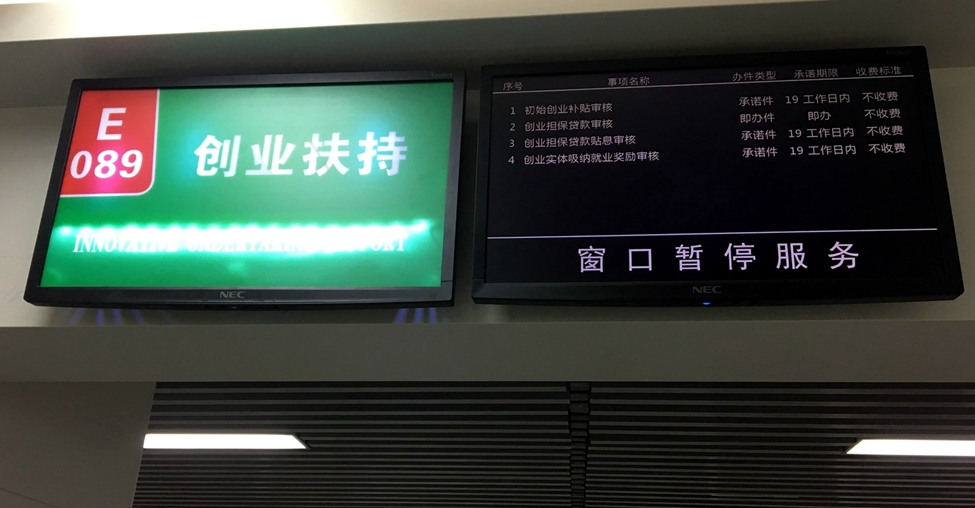 E
089
创业扶持
INNOVATIVE UNDERTAKING SUPPORT
NEC
序号 事项名称 办件类型 承诺期限 收费标准
1 初始创业补贴审核 承诺件 19 工作日内 不收费
2 创业担保贷款审核 即办件 即办 不收费
3 创业担保贷款贴息审核 承诺件 19 工作日内 不收费
4 创业实体吸纳就业奖励审核 承诺件 19 工作日内 不收费
窗口暂停服务
NEC